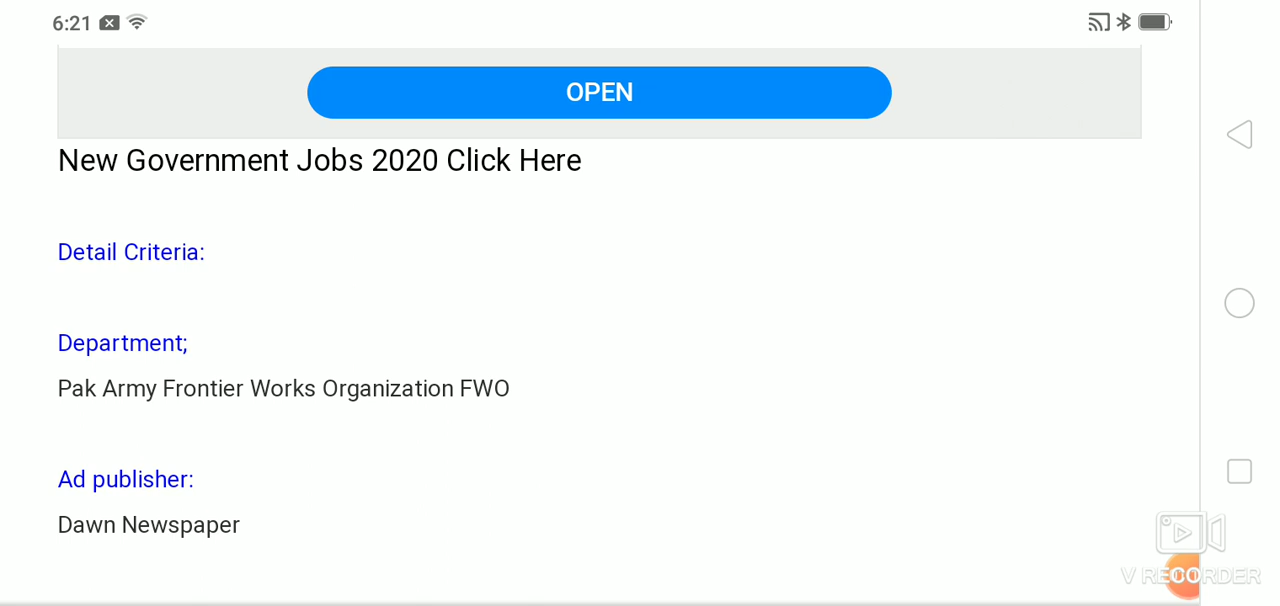 6:21
OPEN
New Government Jobs 2020 Click Here
Detail Criteria:
Department;
Pak Army Frontier Works Organization FWO
Ad publisher:
Dawn Newspaper
V RECORDER